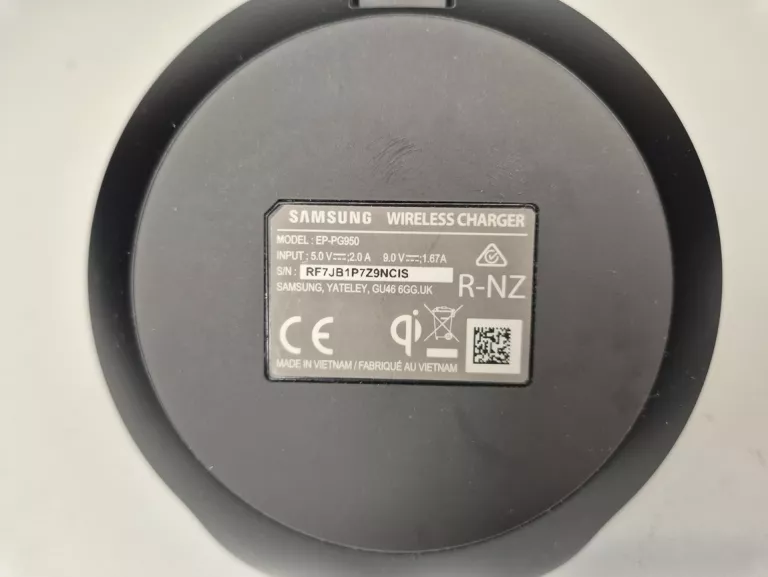 SAMSUNG WIRELESS CHARGER
MODEL : EP-PG950
INPUT : 5.0 V⎓;2.0 A 9.0 V⎓;1.67A
S/N : RF7JB1P7Z9NCIS
SAMSUNG, YATELEY, GU46 6GG.UK
R-NZ
CE qi
MADE IN VIETNAM / FABRIQUÉ AU VIETNAM